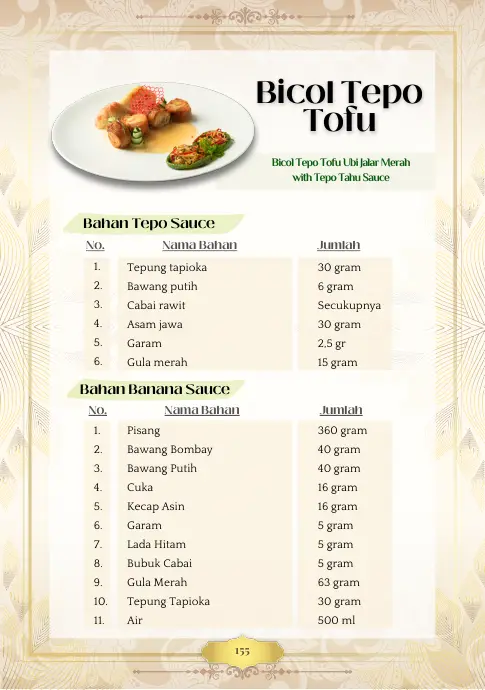 Bicol Tepo
Tofu
Bicol Tepo Tofu Ubi Jalar Merah
with Tepo Tahu Sauce
Bahan Tepo Sauce
No. Nama Bahan Jumlah
1. Tepung tapioka 30 gram
2. Bawang putih 6 gram
3. Cabai rawit Secukupnya
4. Asam jawa 30 gram
5. Garam 2,5 gr
6. Gula merah 15 gram
Bahan Banana Sauce
No. Nama Bahan Jumlah
1. Pisang 360 gram
2. Bawang Bombay 40 gram
3. Bawang Putih 40 gram
4. Cuka 16 gram
5. Kecap Asin 16 gram
6. Garam 5 gram
7. Lada Hitam 5 gram
8. Bubuk Cabai 5 gram
9. Gula Merah 63 gram
10. Tepung Tapioka 30 gram
11. Air 500 ml
155